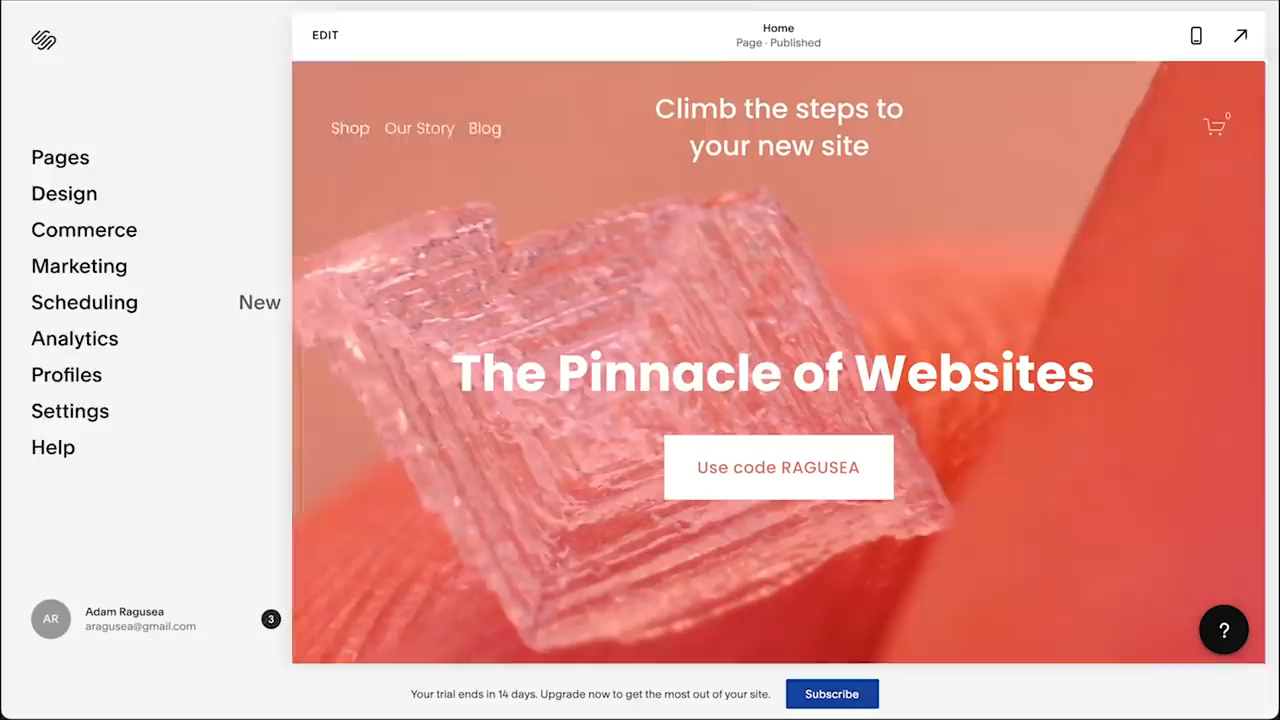 EDIT
Home
Page · Published
Pages
Design
Commerce
Marketing
Scheduling New
Analytics
Profiles
Settings
Help
AR
Adam Ragusea
aragusea@gmail.com
3
Shop Our Story Blog
Climb the steps to
your new site
0
The Pinnacle of Websites
Use code RAGUSEA
?
Your trial ends in 14 days. Upgrade now to get the most out of your site.
Subscribe